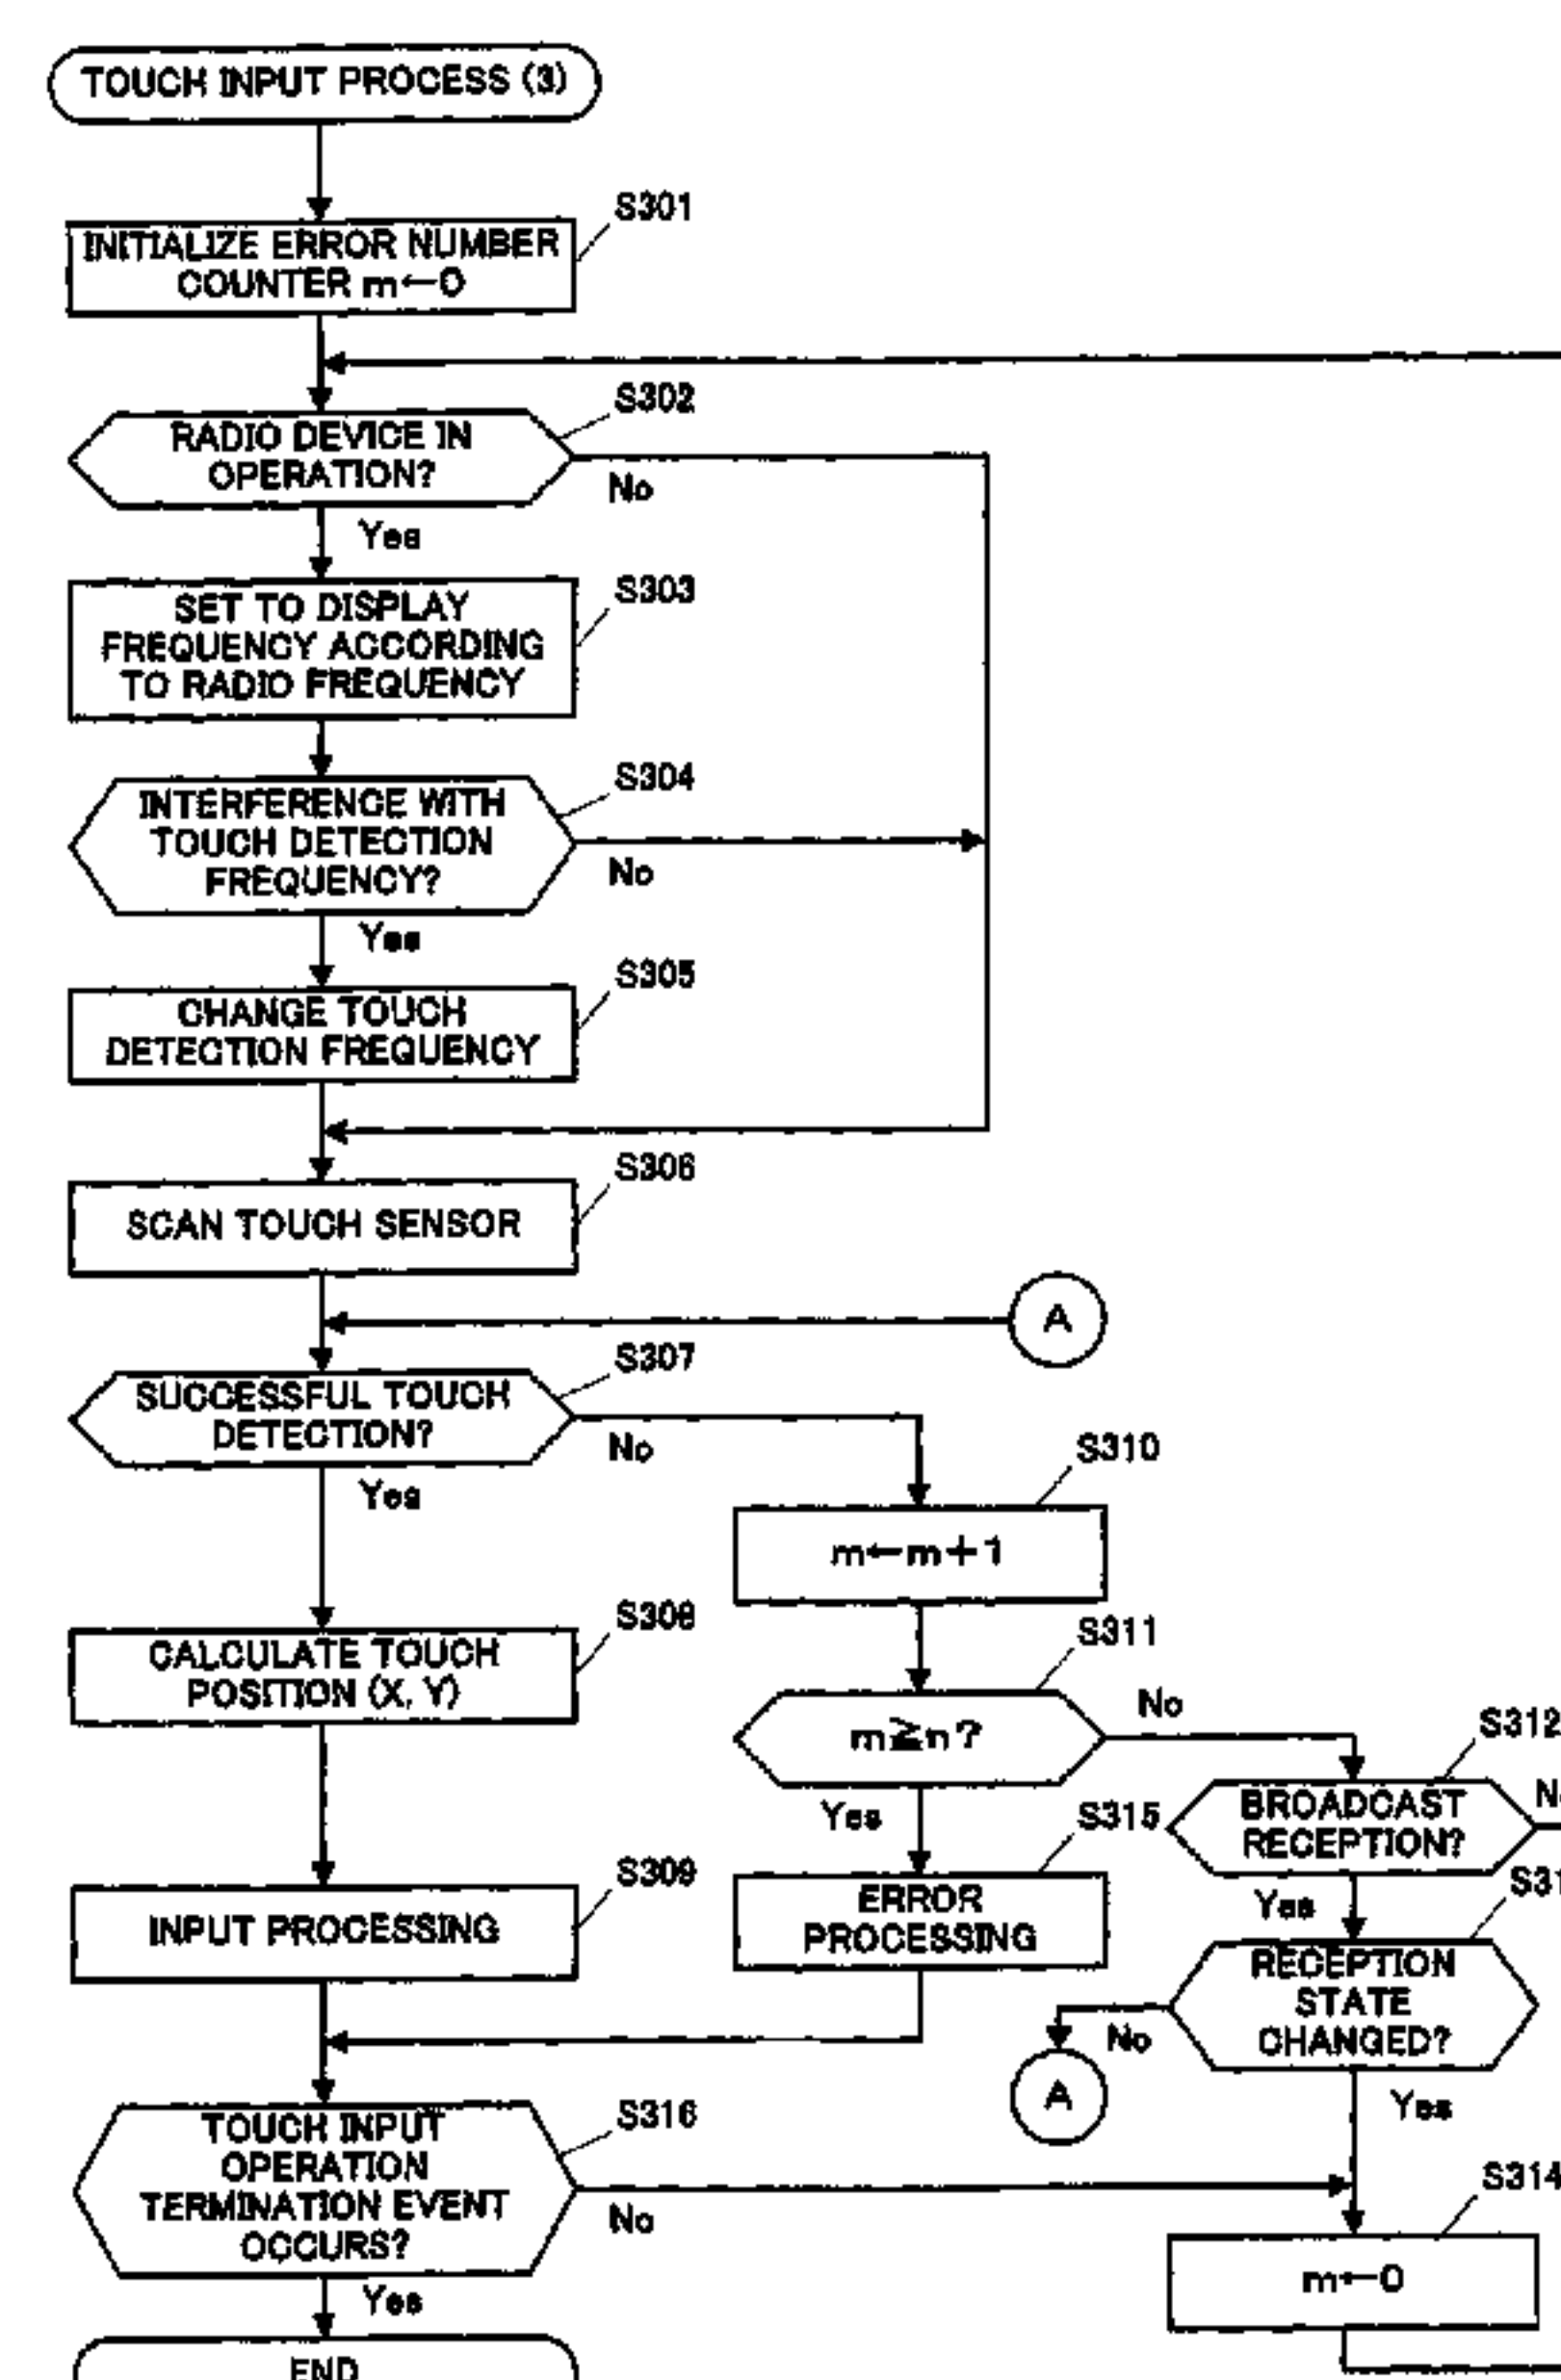 TOUCH INPUT PROCESS (3)
S301
INITIALIZE ERROR NUMBER
COUNTER m←0
S302
RADIO DEVICE IN
OPERATION?
No
Yes
S303
SET TO DISPLAY
FREQUENCY ACCORDING
TO RADIO FREQUENCY
S304
INTERFERENCE WITH
TOUCH DETECTION
FREQUENCY?
No
Yes
S305
CHANGE TOUCH
DETECTION FREQUENCY
S306
SCAN TOUCH SENSOR
A
S307
SUCCESSFUL TOUCH
DETECTION?
No
Yes
S310
m←m+1
S308
CALCULATE TOUCH
POSITION (X, Y)
S311
m≧n?
No
Yes
S312
BROADCAST
RECEPTION?
Yes
S315
ERROR
PROCESSING
S309
INPUT PROCESSING
RECEPTION
STATE
CHANGED?
No
A
Yes
S316
TOUCH INPUT
OPERATION
TERMINATION EVENT
OCCURS?
No
Yes
S314
m←0
END